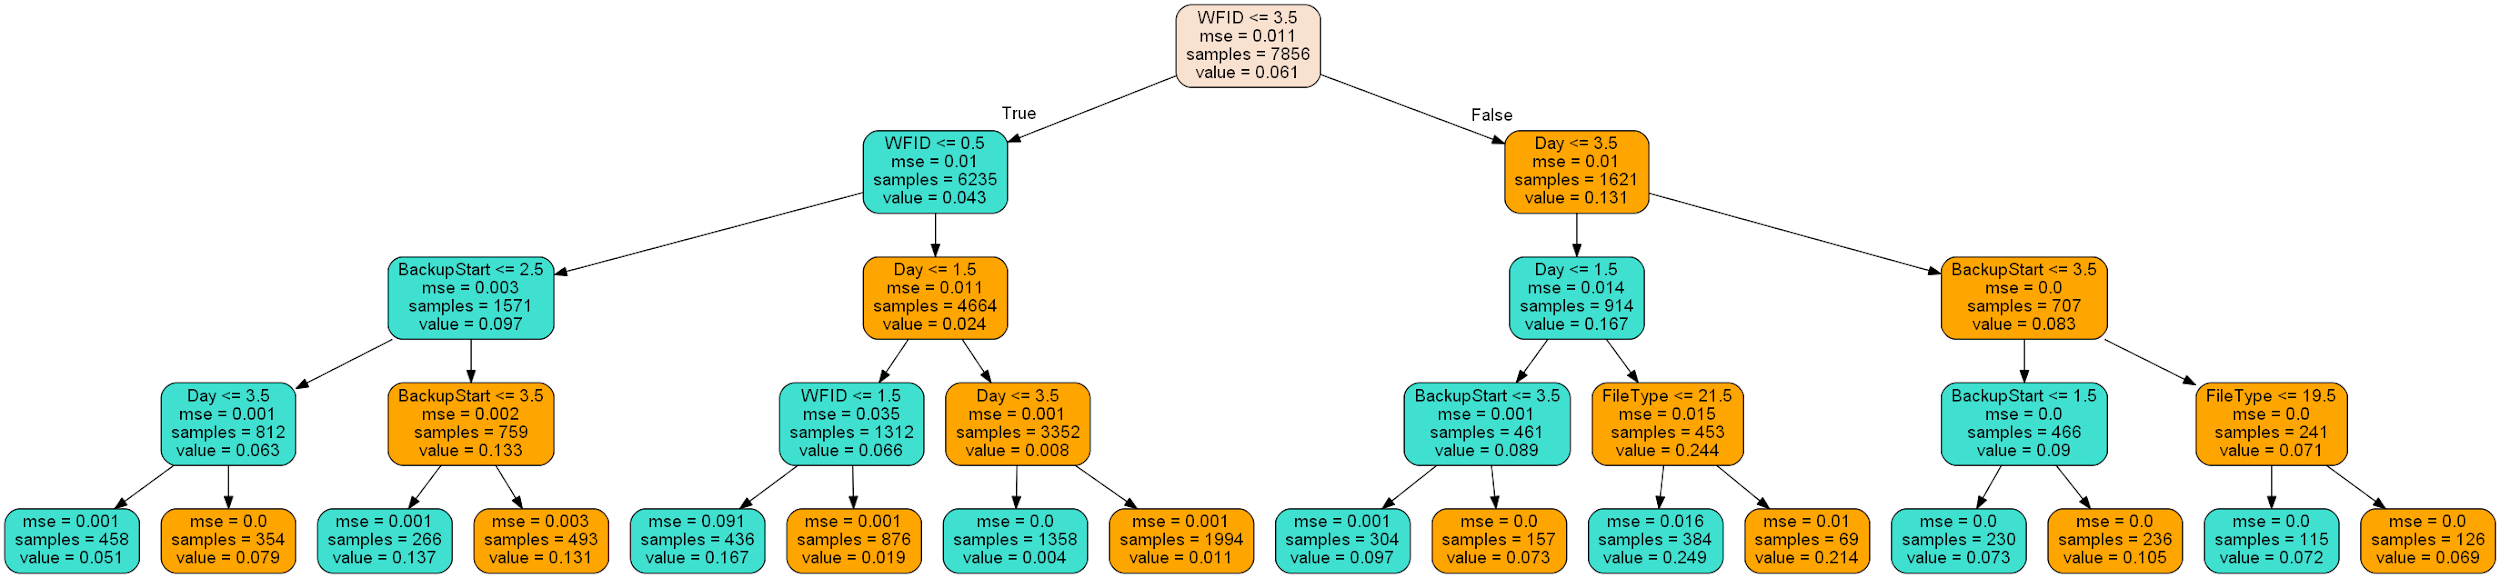 WFID <= 3.5
mse = 0.011
samples = 7856
value = 0.061
True
False
WFID <= 0.5
mse = 0.01
samples = 6235
value = 0.043
Day <= 3.5
mse = 0.01
samples = 1621
value = 0.131
BackupStart <= 2.5
mse = 0.003
samples = 1571
value = 0.097
Day <= 1.5
mse = 0.011
samples = 4664
value = 0.024
Day <= 1.5
mse = 0.014
samples = 914
value = 0.167
BackupStart <= 3.5
mse = 0.0
samples = 707
value = 0.083
Day <= 3.5
mse = 0.001
samples = 812
value = 0.063
BackupStart <= 3.5
mse = 0.002
samples = 759
value = 0.133
WFID <= 1.5
mse = 0.035
samples = 1312
value = 0.066
Day <= 3.5
mse = 0.001
samples = 3352
value = 0.008
BackupStart <= 3.5
mse = 0.001
samples = 461
value = 0.089
FileType <= 21.5
mse = 0.015
samples = 453
value = 0.244
BackupStart <= 1.5
mse = 0.0
samples = 466
value = 0.09
FileType <= 19.5
mse = 0.0
samples = 241
value = 0.071
mse = 0.001
samples = 458
value = 0.051
mse = 0.0
samples = 354
value = 0.079
mse = 0.001
samples = 266
value = 0.137
mse = 0.003
samples = 493
value = 0.131
mse = 0.091
samples = 436
value = 0.167
mse = 0.001
samples = 876
value = 0.019
mse = 0.0
samples = 1358
value = 0.004
mse = 0.001
samples = 1994
value = 0.011
mse = 0.001
samples = 304
value = 0.097
mse = 0.0
samples = 157
value = 0.073
mse = 0.016
samples = 384
value = 0.249
mse = 0.01
samples = 69
value = 0.214
mse = 0.0
samples = 230
value = 0.073
mse = 0.0
samples = 236
value = 0.105
mse = 0.0
samples = 115
value = 0.072
mse = 0.0
samples = 126
value = 0.069